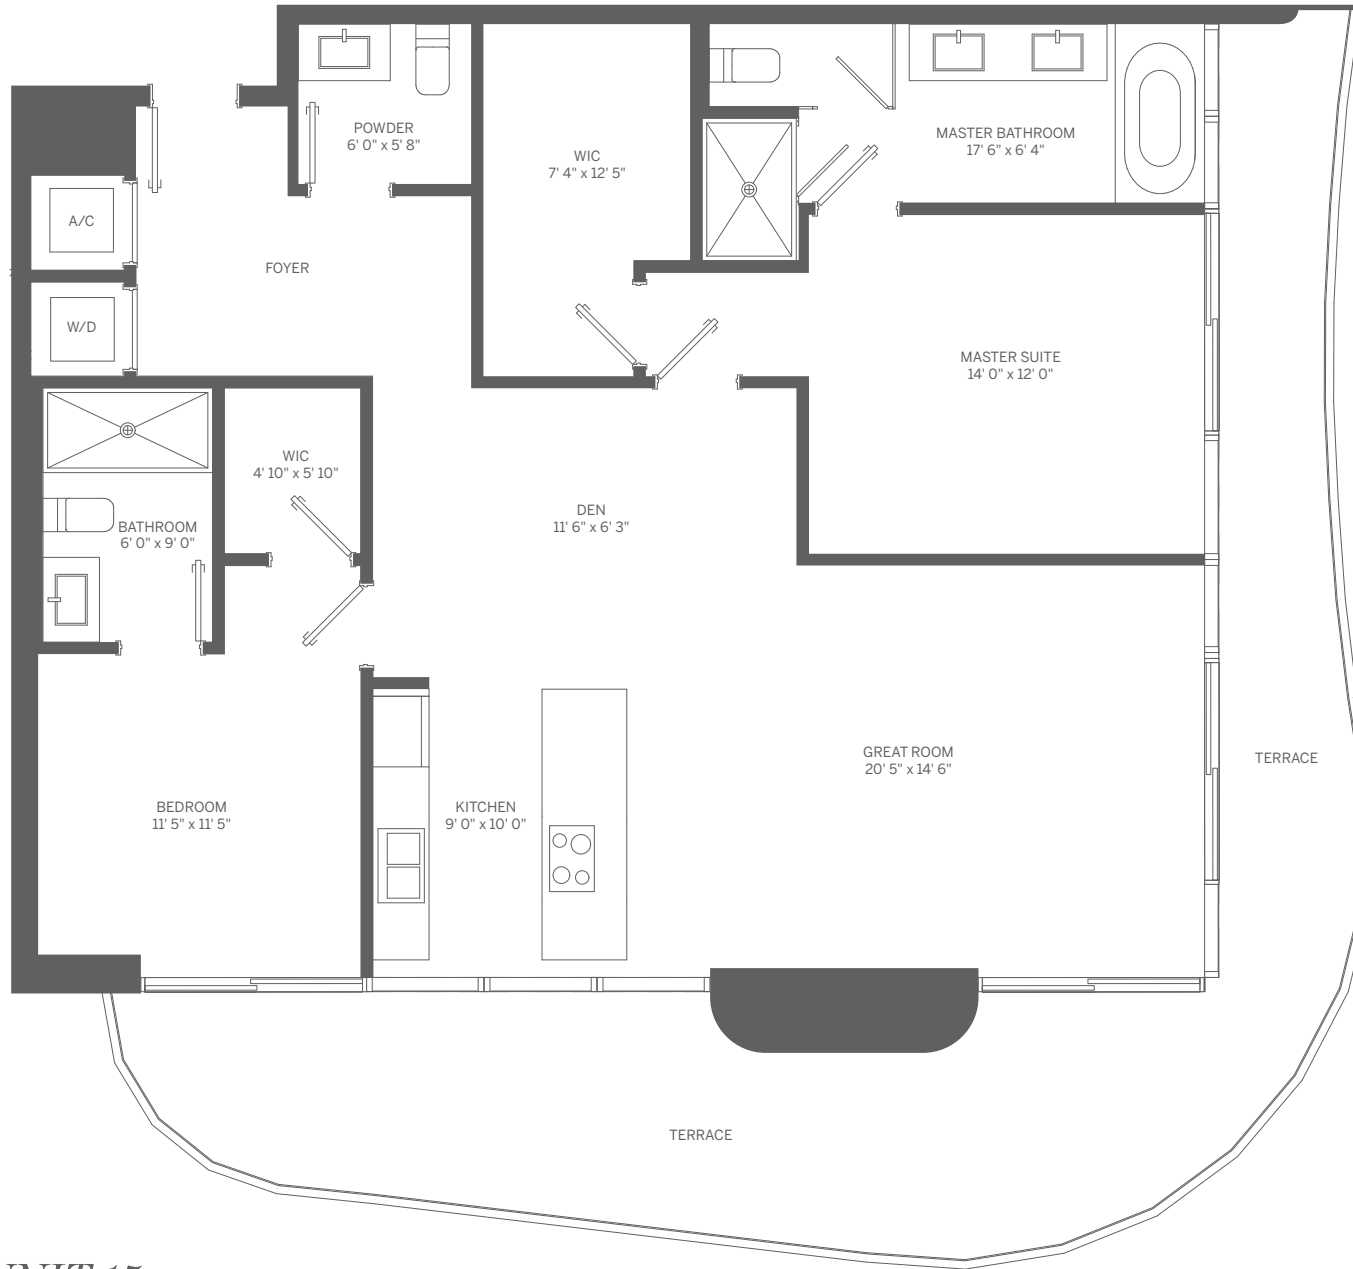 POWDER
6' 0" x 5' 8"
WIC
7' 4" x 12' 5"
MASTER BATHROOM
17' 6" x 6' 4"
A/C
FOYER
W/D
MASTER SUITE
14' 0" x 12' 0"
WIC
4' 10" x 5' 10"
BATHROOM
6' 0" x 9' 0"
DEN
11' 6" x 6' 3"
GREAT ROOM
20' 5" x 14' 6"
TERRACE
BEDROOM
11' 5" x 11' 5"
KITCHEN
9' 0" x 10' 0"
TERRACE